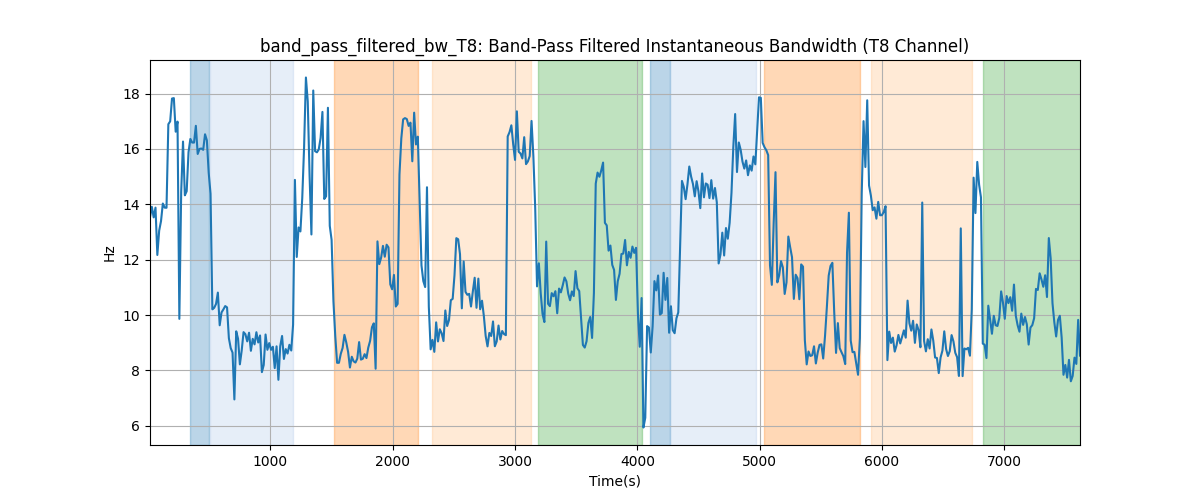 band_pass_filtered_bw_T8: Band-Pass Filtered Instantaneous Bandwidth (T8 Channel)
18
16
14
12
10
8
6
Hz
1000 2000 3000 4000 5000 6000 7000
Time(s)